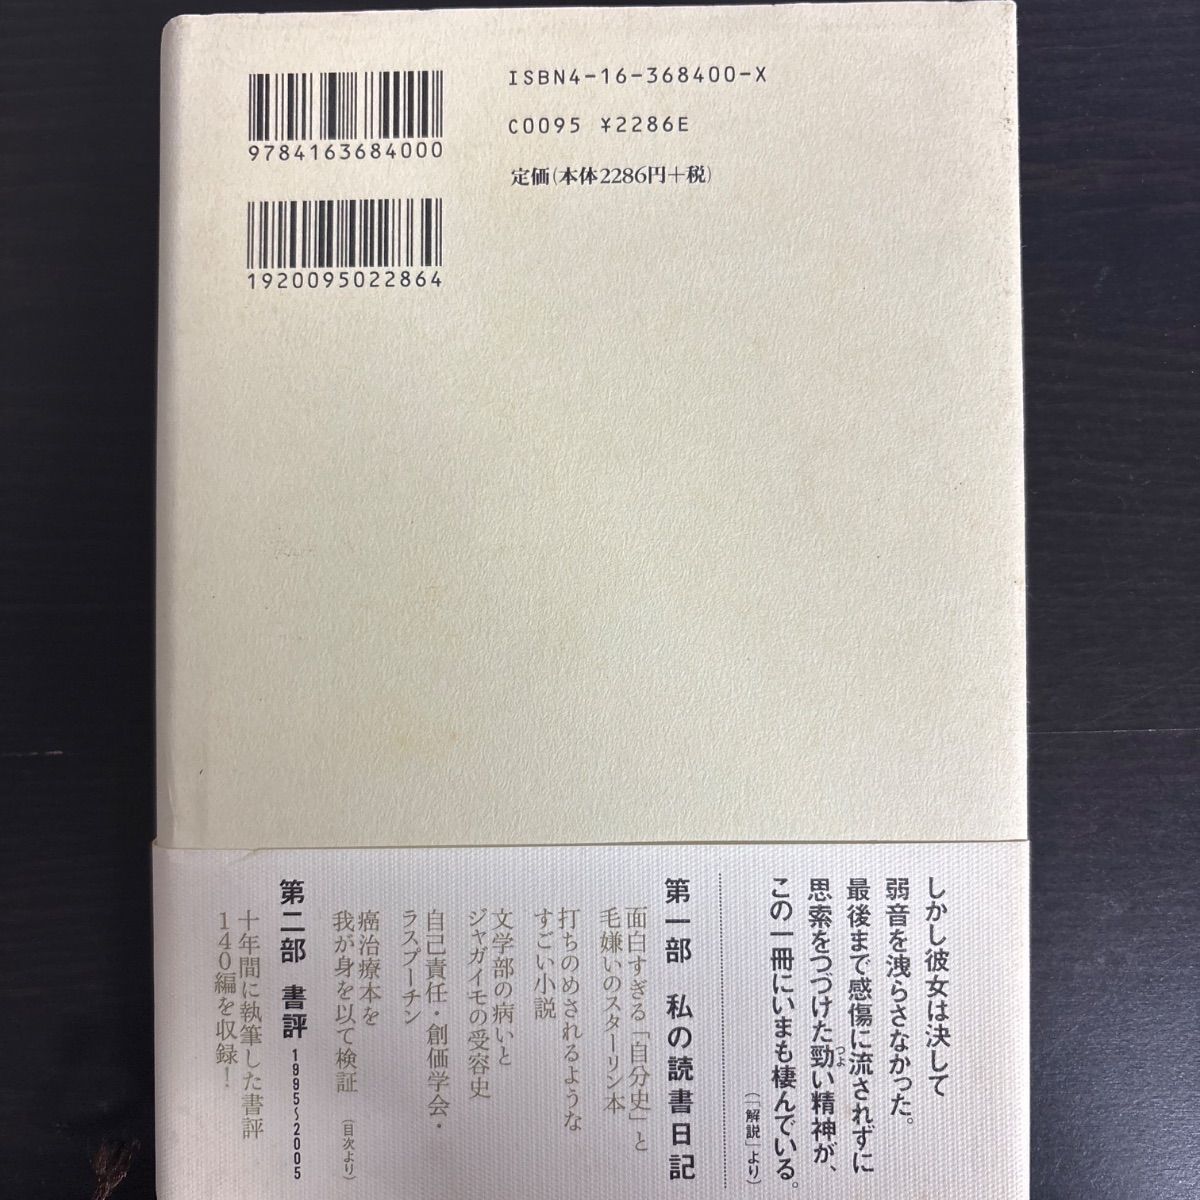 ISBN4-16-368400-X
C0095 ¥2286E
定価(本体2286円+税)
9784163684000
1920095022864
しかし彼女は決して
弱音を洩らさなかった。
最後まで感傷に流されずに
思索をつづけた勁い精神が、
つよ
この一冊にいまも棲んでいる。
(「解説」より)
第一部 私の読書日記
面白すぎる「自分史」と
毛嫌いのスターリン本
打ちのめされるような
すごい小説
文学部の病いと
ジャガイモの受容史
自己責任・創価学会・
ラスプーチン
癌治療本を
我が身を以て検証
(目次より)
第二部 書評 1995~2005
十年間に執筆した書評
140編を収録!